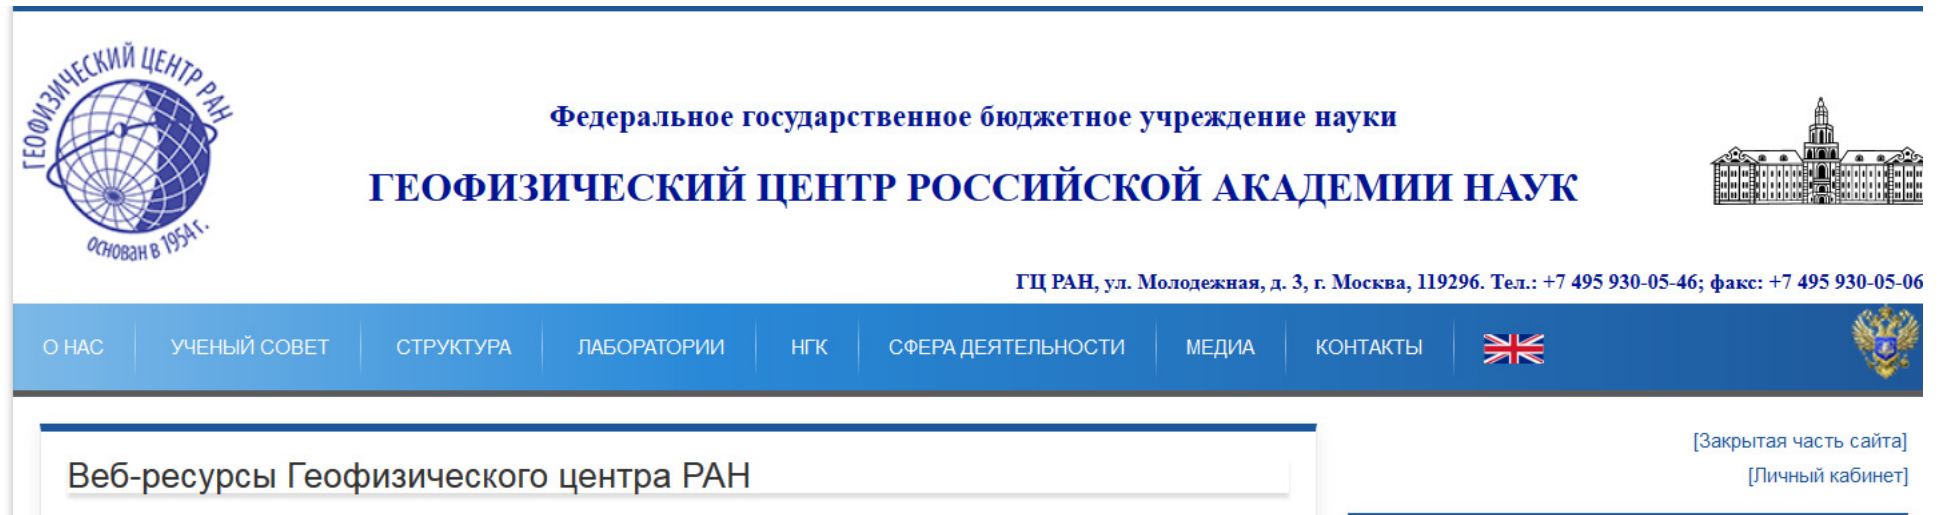 ГЕОФИЗИЧЕСКИЙ ЦЕНТР РАН
основан в 1954 г.
Федеральное государственное бюджетное учреждение науки
ГЕОФИЗИЧЕСКИЙ ЦЕНТР РОССИЙСКОЙ АКАДЕМИИ НАУК
ГЦ РАН, ул. Молодежная, д. 3, г. Москва, 119296. Тел.: +7 495 930-05-46; факс: +7 495 930-05-06
О НАС УЧЕНЫЙ СОВЕТ СТРУКТУРА ЛАБОРАТОРИИ НГК СФЕРА ДЕЯТЕЛЬНОСТИ МЕДИА КОНТАКТЫ
Веб-ресурсы Геофизического центра РАН
[Закрытая часть сайта]
[Личный кабинет]